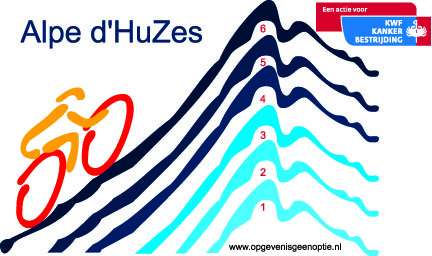 Alpe d'HuZes
Een actie voor
KWF
KANKER
BESTRIJDING
6
5
4
3
2
1
www.opgevenisgeenoptie.nl